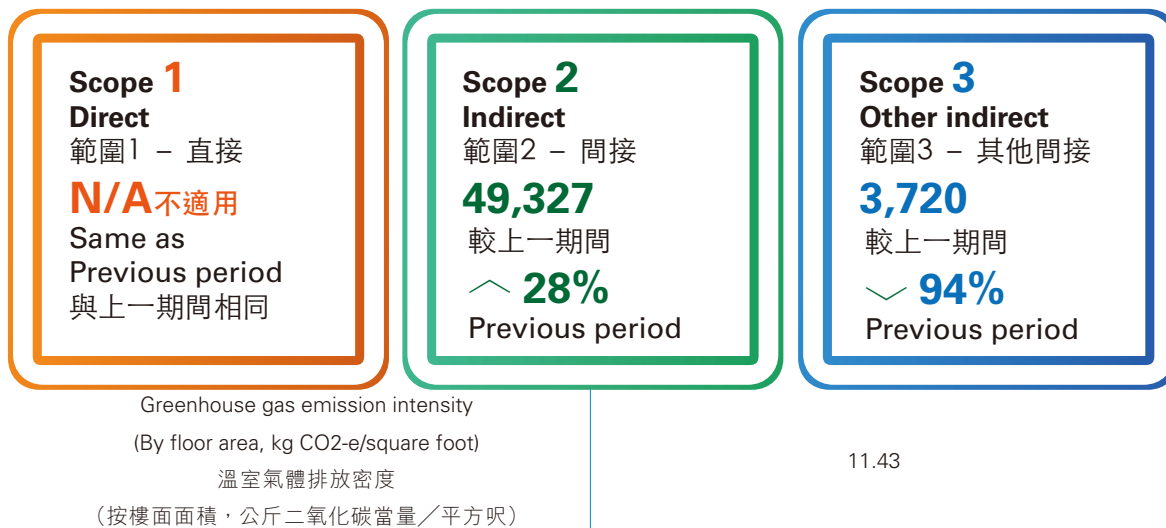 Scope 1
Direct
範圍1 – 直接
N/A不適用
Same as
Previous period
與上一期間相同
Scope 2
Indirect
範圍2 – 間接
49,327
較上一期間
28%
Previous period
Scope 3
Other indirect
範圍3 – 其他間接
3,720
較上一期間
94%
Previous period
Greenhouse gas emission intensity
(By floor area, kg CO2-e/square foot)
溫室氣體排放密度
（按樓面面積，公斤二氧化碳當量／平方呎）
11.43